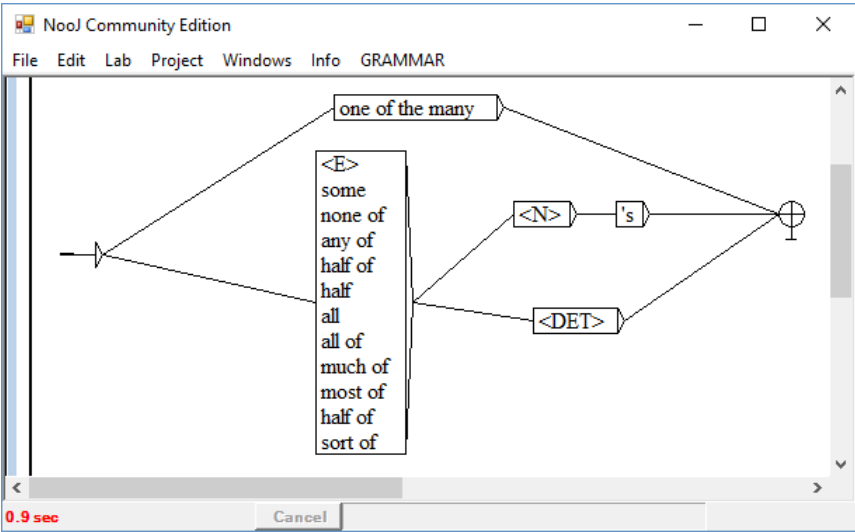 NooJ Community Edition
File Edit Lab Project Windows Info GRAMMAR
one of the many
<E>
some
none of
any of
half of
half
all
all of
much of
most of
half of
sort of
<N>
's
<DET>
0.9 sec
Cancel